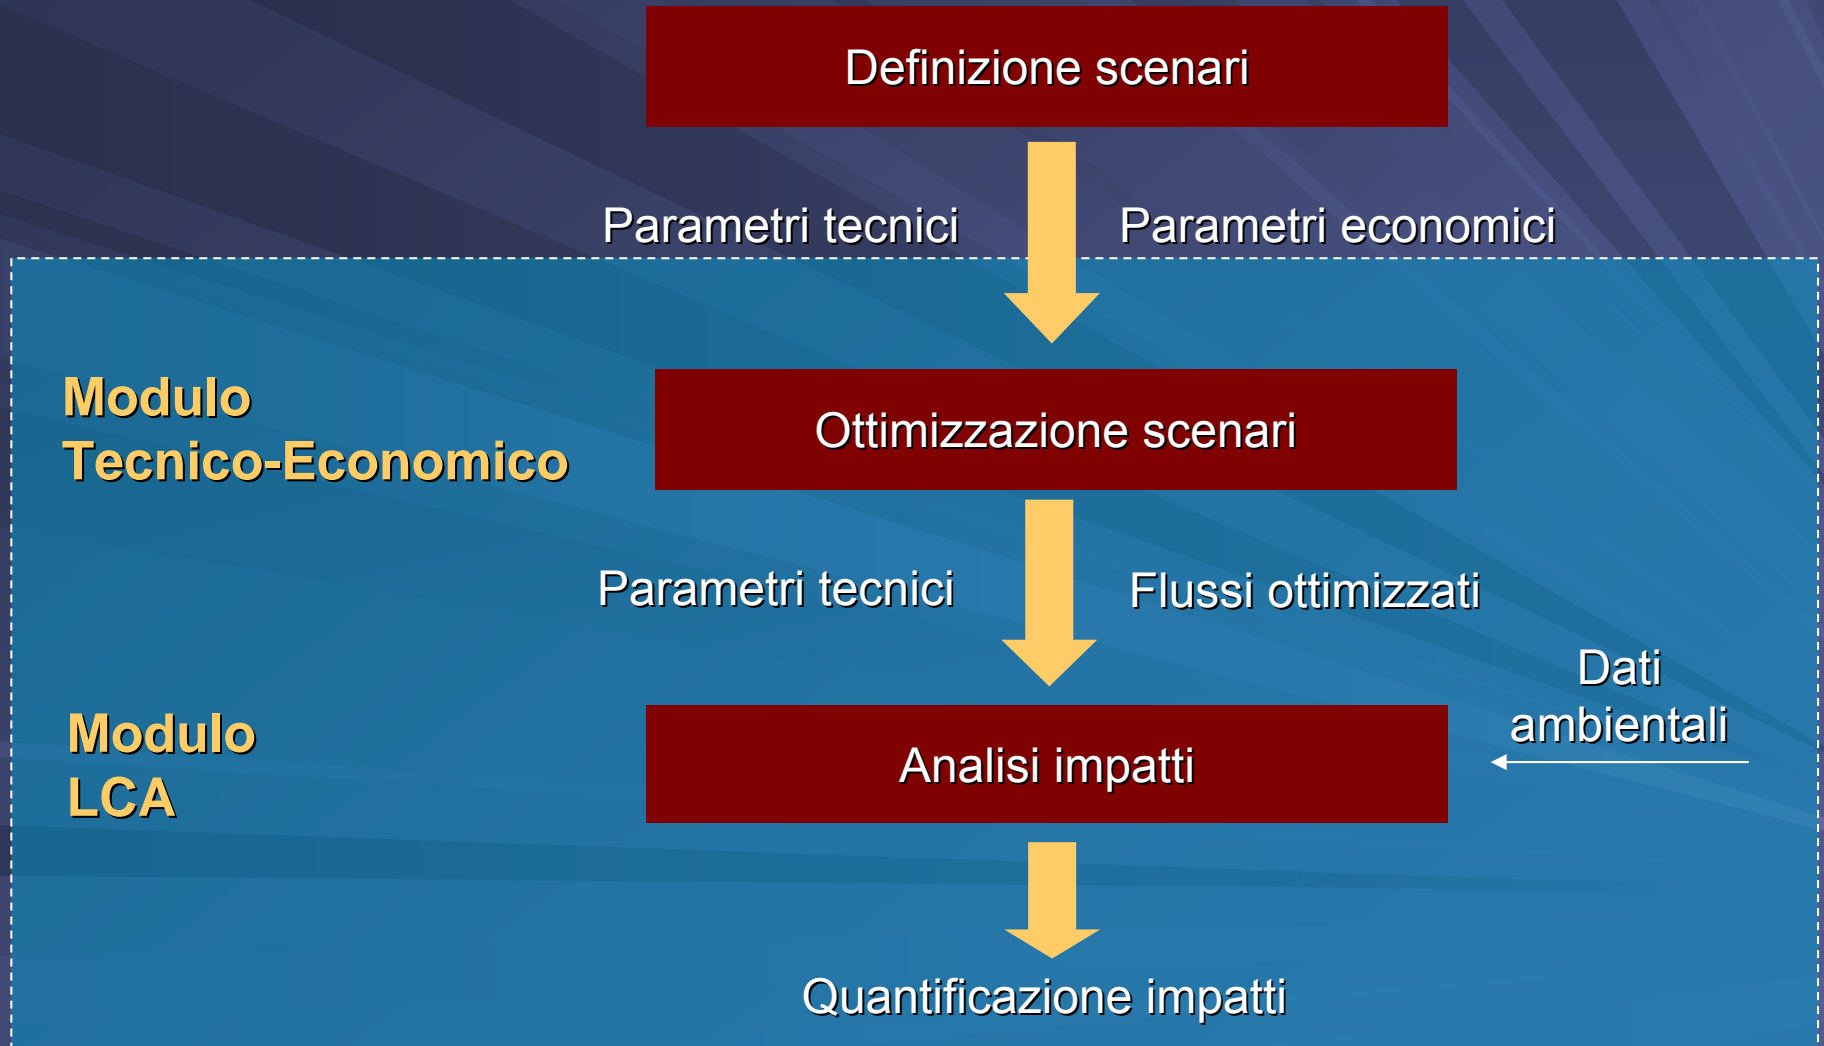 Definizione scenari
Parametri tecnici
Parametri economici
Modulo
Tecnico-Economico
Ottimizzazione scenari
Parametri tecnici
Flussi ottimizzati
Dati
ambientali
Modulo
LCA
Analisi impatti
Quantificazione impatti